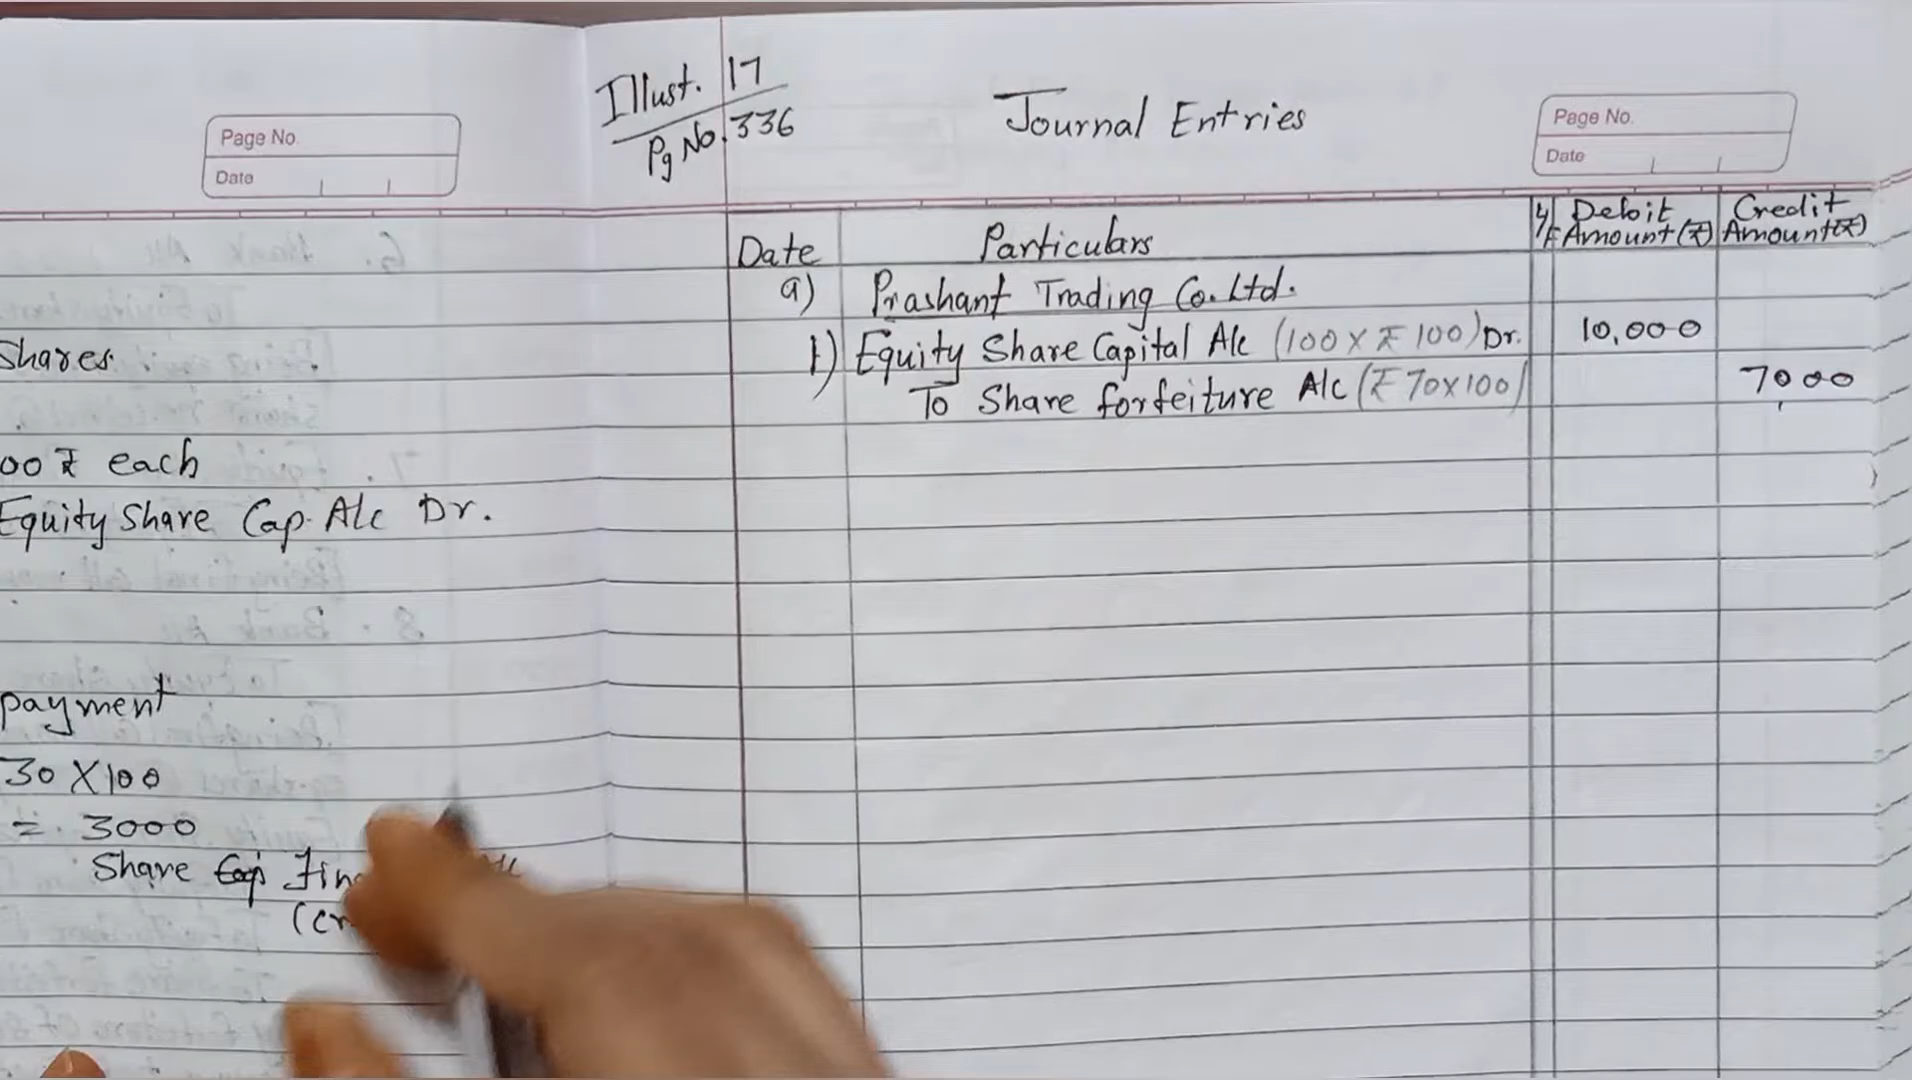 Page No.
Date
Shares.
00 ₹ each
Equity Share Cap. A/c Dr.
payment
30 X 100
= 3000
Share
(cr
Illust. 17
Pg No. 336
Journal Entries
Page No.
Date
Date Particulars L/F Debit Amount (₹) Credit Amount (₹)
a) Prashant Trading Co. Ltd.
1) Equity Share Capital A/c (100 X ₹ 100) Dr. 10,000
To Share forfeiture A/c (₹ 70 x 100) 7000